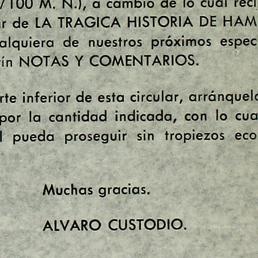 /100 M. N.), a cambio de lo cual reci
r de LA TRAGICA HISTORIA DE HAM
alquiera de nuestros próximos espec
ín NOTAS Y COMENTARIOS.
rte inferior de esta circular, arránquel
por la cantidad indicada, con lo cua
l pueda proseguir sin tropiezos eco
Muchas gracias.
ALVARO CUSTODIO.